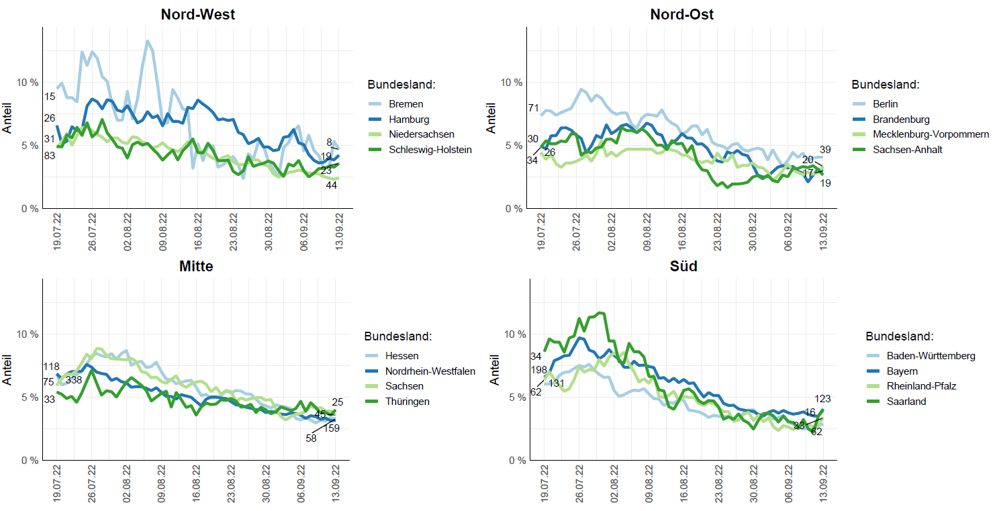 Nord-West
Anteil
10 %
5 %
0 %
15
26
31
83
8
19
23
44
19.07.22
26.07.22
02.08.22
09.08.22
16.08.22
23.08.22
30.08.22
06.09.22
13.09.22
Bundesland:
Bremen
Hamburg
Niedersachsen
Schleswig-Holstein
Nord-Ost
Anteil
10 %
5 %
0 %
71
30
26
34
39
20
17
19
19.07.22
26.07.22
02.08.22
09.08.22
16.08.22
23.08.22
30.08.22
06.09.22
13.09.22
Bundesland:
Berlin
Brandenburg
Mecklenburg-Vorpommern
Sachsen-Anhalt
Mitte
Anteil
10 %
5 %
0 %
118
338
75
33
25
45
159
58
19.07.22
26.07.22
02.08.22
09.08.22
16.08.22
23.08.22
30.08.22
06.09.22
13.09.22
Bundesland:
Hessen
Nordrhein-Westfalen
Sachsen
Thüringen
Süd
Anteil
10 %
5 %
0 %
34
198
131
62
123
16
62
19.07.22
26.07.22
02.08.22
09.08.22
16.08.22
23.08.22
30.08.22
06.09.22
13.09.22
Bundesland:
Baden-Württemberg
Bayern
Rheinland-Pfalz
Saarland